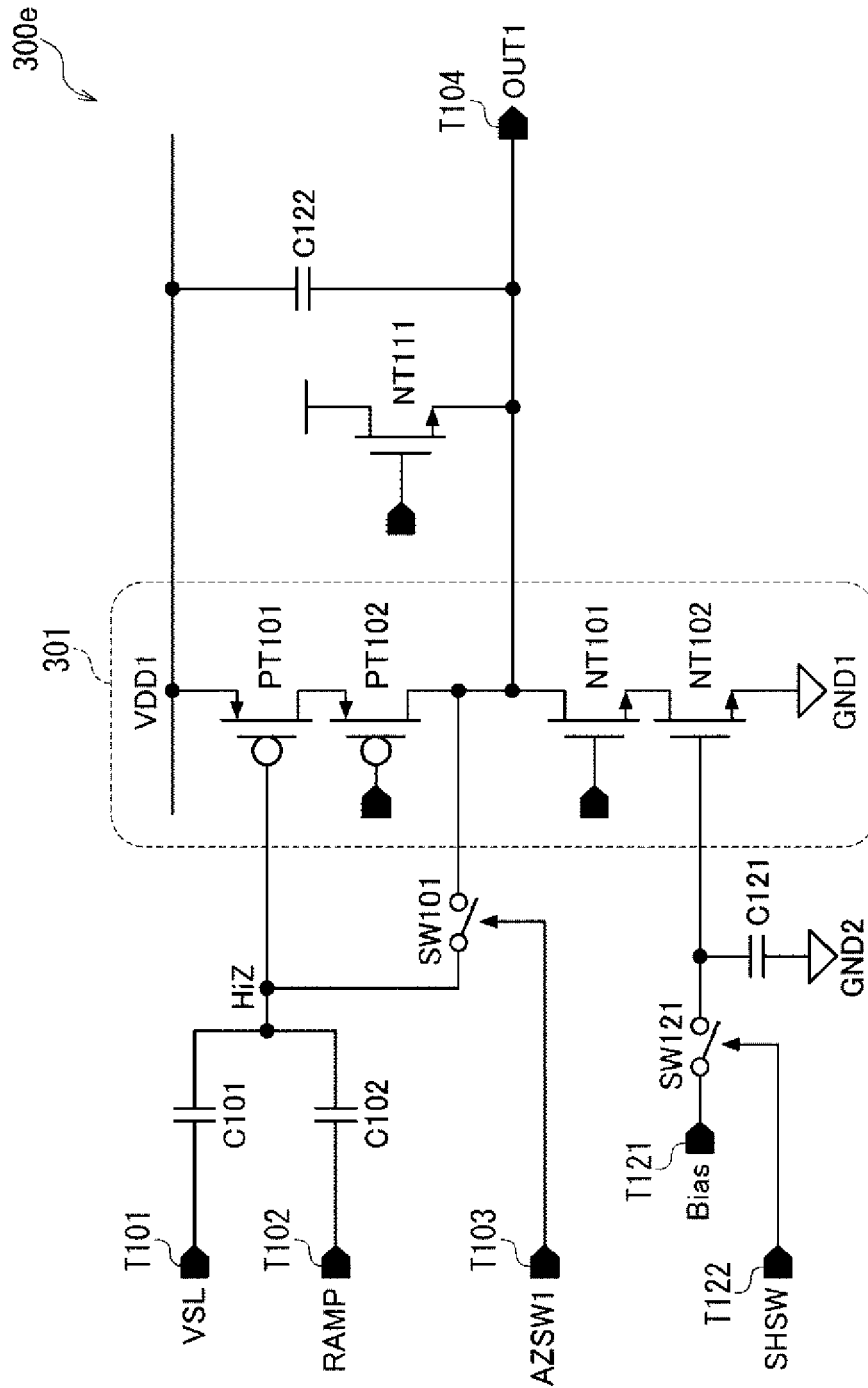 300e
301
VDD1
PT101
PT102
HiZ
C101
C102
T101
VSL
T102
RAMP
SW101
T103
AZSW1
NT111
C122
T104
OUT1
NT101
NT102
GND1
C121
GND2
SW121
T121
Bias
T122
SHSW